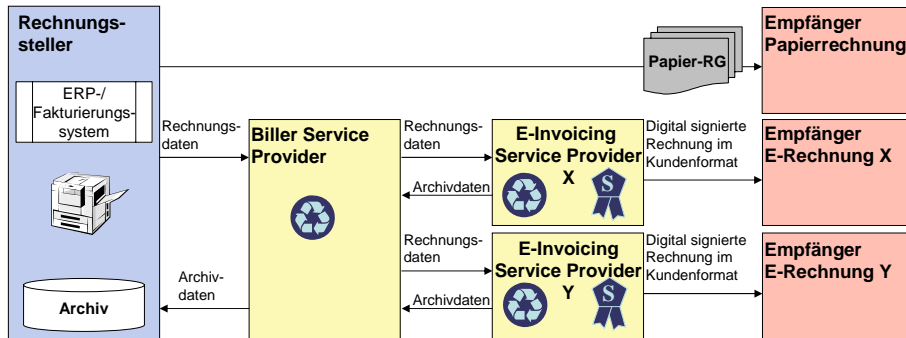 Rechnungs-
steller
ERP-/
Fakturierungs-
system
Archiv
Rechnungs-
daten
Archiv-
daten
Biller Service
Provider
Rechnungs-
daten
Archivdaten
Rechnungs-
daten
Archivdaten
E-Invoicing
Service Provider
X
S
E-Invoicing
Service Provider
Y
S
Papier-RG
Digital signierte
Rechnung im
Kundenformat
Digital signierte
Rechnung im
Kundenformat
Empfänger
Papierrechnung
Empfänger
E-Rechnung X
Empfänger
E-Rechnung Y